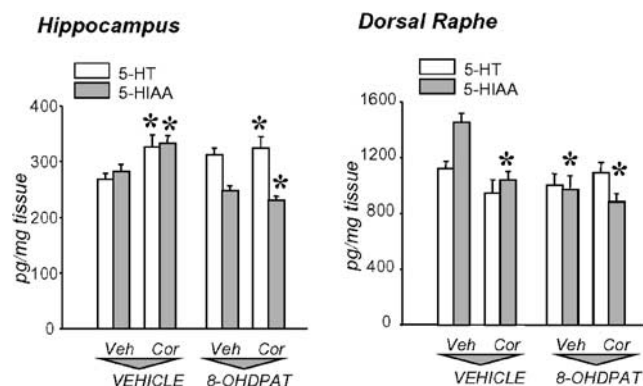 Hippocampus
5-HT
5-HIAA
pg/mg tissue
400
300
200
100
0
* * * *
Veh Cor Veh Cor
VEHICLE 8-OHDPAT
Dorsal Raphe
5-HT
5-HIAA
pg/mg tissue
1600
1200
800
400
0
* * *
Veh Cor Veh Cor
VEHICLE 8-OHDPAT